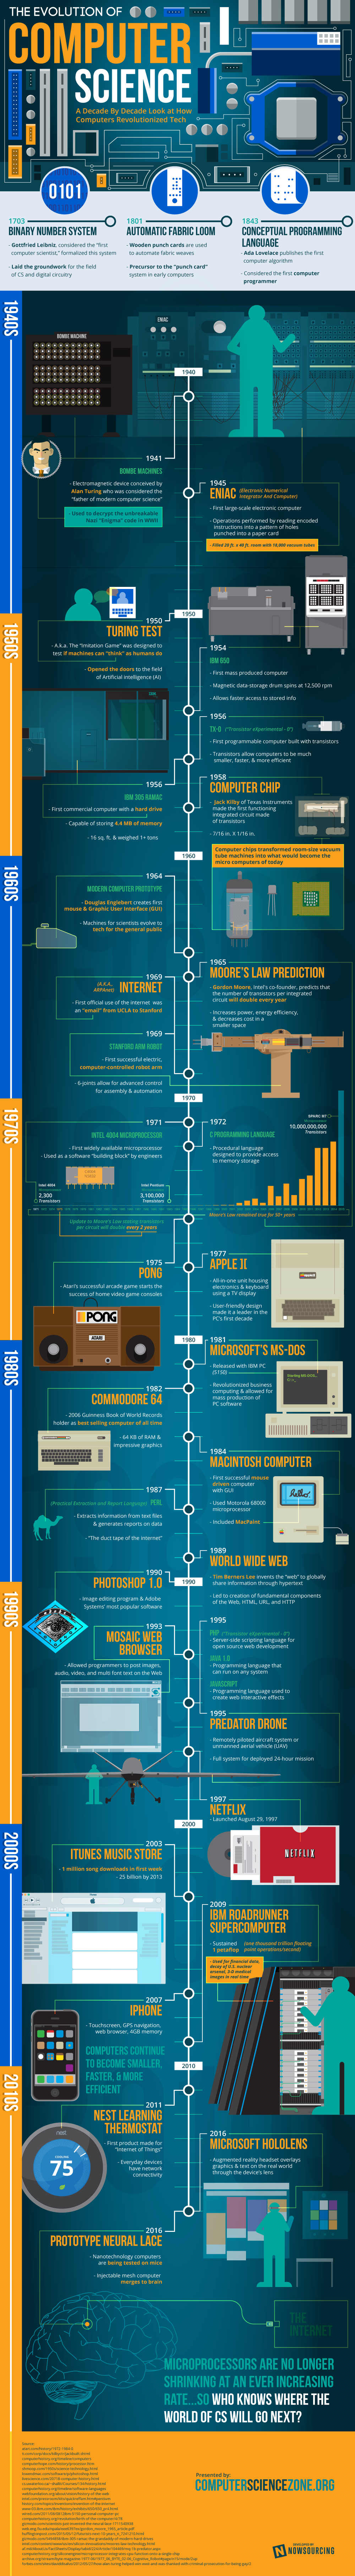 THE EVOLUTION OF
COMPUTER
SCIENCE
A Decade By Decade Look at How
Computers Revolutionized Tech
0101
1703
BINARY NUMBER SYSTEM
- Gottfried Leibniz, considered the "first
computer scientist," formalized this system
- Laid the groundwork for the field
of CS and digital circuitry
1801
AUTOMATIC FABRIC LOOM
- Wooden punch cards are used
to automate fabric weaves
- Precursor to the "punch card"
system in early computers
1843
CONCEPTUAL PROGRAMMING
LANGUAGE
- Ada Lovelace publishes the first
computer algorithm
- Considered the first computer
programmer
1940S
BOMBE MACHINE
ENIAC
1940
1941
BOMBE MACHINES
- Electromagnetic device conceived by
Alan Turing who was considered the
"father of modern computer science"
Used to decrypt the unbreakable
Nazi "Enigma" code in WWII
1945
ENIAC (Electronic Numerical
Integrator And Computer)
- First large-scale electronic computer
- Operations performed by reading encoded
instructions into a pattern of holes
punched into a paper card
- Filled 20 ft. x 40 ft. room with 18,000 vacuum tubes
1950S
1950
1950
TURING TEST
- A.k.a. The "Imitation Game" was designed to
test if machines can "think" as humans do
- Opened the doors to the field
of Artificial Intelligence (AI)
1954
IBM 650
- First mass produced computer
- Magnetic data-storage drum spins at 12,500 rpm
- Allows faster access to stored info
1956
TX-0 ("Transistor eXperimental - 0")
- First programmable computer built with transistors
- Transistors allow computers to be much
smaller, faster, & more efficient
1956
IBM 305 RAMAC
- First commercial computer with a hard drive
- Capable of storing 4.4 MB of memory
- 16 sq. ft. & weighed 1+ tons
1958
COMPUTER CHIP
- Jack Kilby of Texas Instruments
made the first functioning
integrated circuit made
of transistors
- 7/16 in. X 1/16 in.
Computer chips transformed room-size vacuum
tube machines into what would become the
micro computers of today
1960
1960S
1964
MODERN COMPUTER PROTOTYPE
- Douglas Englebert creates first
mouse & Graphic User Interface (GUI)
- Machines for scientists evolve to
tech for the general public
1965
MOORE'S LAW PREDICTION
- Gordon Moore, Intel's co-founder, predicts that
the number of transistors per integrated
circuit will double every year
- Increases power, energy efficiency,
& decreases cost in a
smaller space
1969
(A.K.A.,
ARPAnet) INTERNET
- First official use of the internet was
an "email" from UCLA to Stanford
1969
STANFORD ARM ROBOT
- First successful electric,
computer-controlled robot arm
- 6-joints allow for advanced control
for assembly & automation
1970
1970S
1971
INTEL 4004 MICROPROCESSOR
- First widely available microprocessor
- Used as a software "building block" by engineers
1972
C PROGRAMMING LANGUAGE
- Procedural language
designed to provide access
to memory storage
SPARC M7
10,000,000,000
Transistors
Intel 4004
2,300
Transistors
Intel Pentium
3,100,000
Transistors
Update to Moore's Law stating transistors
per circuit will double every 2 years
Moore's Law remained true for 50+ years
1975
PONG
- Atari's successful arcade game starts the
success of home video game consoles
PONG
ATARI
1977
APPLE II
- All-in-one unit housing
electronics & keyboard
using a TV display
- User-friendly design
made it a leader in the
PC's first decade
1980
1980S
1981
MICROSOFT'S MS-DOS
- Released with IBM PC
(5150)
- Revolutionized business
computing & allowed for
mass production of
PC software
Starting MS-DOS...
1982
COMMODORE 64
- 2006 Guinness Book of World Records
holder as best selling computer of all time
- 64 KB of RAM &
impressive graphics
1984
MACINTOSH COMPUTER
- First successful mouse
driven computer
with GUI
- Used Motorola 68000
microprocessor
- Included MacPaint
hello
1987
(Practical Extraction and Report Language) PERL
- Extracts information from text files
& generates reports on data
- "The duct tape of the internet"
1989
WORLD WIDE WEB
- Tim Berners Lee invents the "web" to globally
share information through hypertext
- Led to creation of fundamental components
of the Web, HTML, URL, and HTTP
1990
1990S
1990
PHOTOSHOP 1.0
- Image editing program & Adobe
Systems' most popular software
1993
MOSAIC WEB
BROWSER
- Allowed programmers to post images,
audio, video, and multi font text on the Web
1995
PHP ("Transistor eXperimental - 0")
- Server-side scripting language for
open source web development
JAVA 1.0
- Programming language that
can run on any system
JAVASCRIPT
- Programming language used to
create web interactive effects
1995
PREDATOR DRONE
- Remotely piloted aircraft system or
unmanned aerial vehicle (UAV)
- Full system for deployed 24-hour mission
1997
NETFLIX
- Launched August 29, 1997
NETFLIX
2000
2000S
2003
ITUNES MUSIC STORE
- 1 million song downloads in first week
- 25 billion by 2013
2009
IBM ROADRUNNER
SUPERCOMPUTER
- Sustained
1 petaflop (one thousand trillion floating
point operations/second)
- Used for financial data,
decay of U.S. nuclear
arsenal, 3-D medical
images in real time
2007
IPHONE
- Touchscreen, GPS navigation,
web browser, 4GB memory
COMPUTERS CONTINUE
TO BECOME SMALLER,
FASTER, & MORE
EFFICIENT
2010
2010S
2011
NEST LEARNING
THERMOSTAT
- First product made for
"Internet of Things"
- Everyday devices
have network
connectivity
nest
75
2016
MICROSOFT HOLOLENS
- Augmented reality headset overlays
graphics & text on the real world
through the device's lens
2016
PROTOTYPE NEURAL LACE
- Nanotechnology computers
are being tested on mice
- Injectable mesh computer
merges to brain
THE
INTERNET
MICROPROCESSORS ARE NO LONGER
SHRINKING AT AN EVER INCREASING
RATE...SO WHO KNOWS WHERE THE
WORLD OF CS WILL GO NEXT?
Presented by:
COMPUTERSCIENCEZONE.ORG
DEVELOPED BY
NOWSOURCING